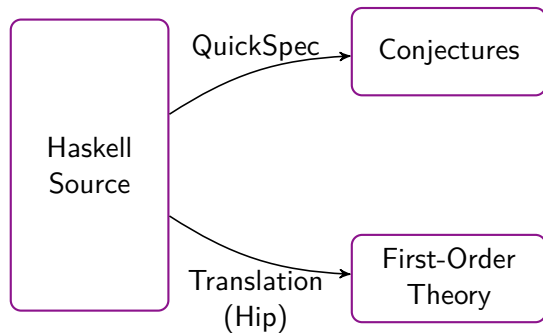 QuickSpec
Conjectures
Haskell
Source
Translation
(Hip)
First-Order
Theory